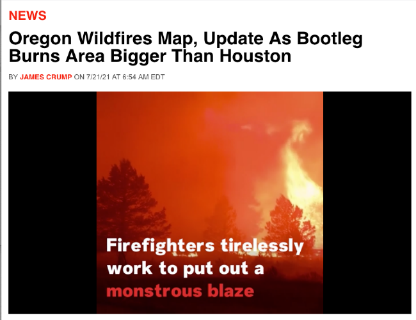 NEWS
Oregon Wildfires Map, Update As Bootleg
Burns Area Bigger Than Houston
BY JAMES CRUMP ON 7/21/21 AT 6:54 AM EDT
Firefighters tirelessly
work to put out a
monstrous blaze